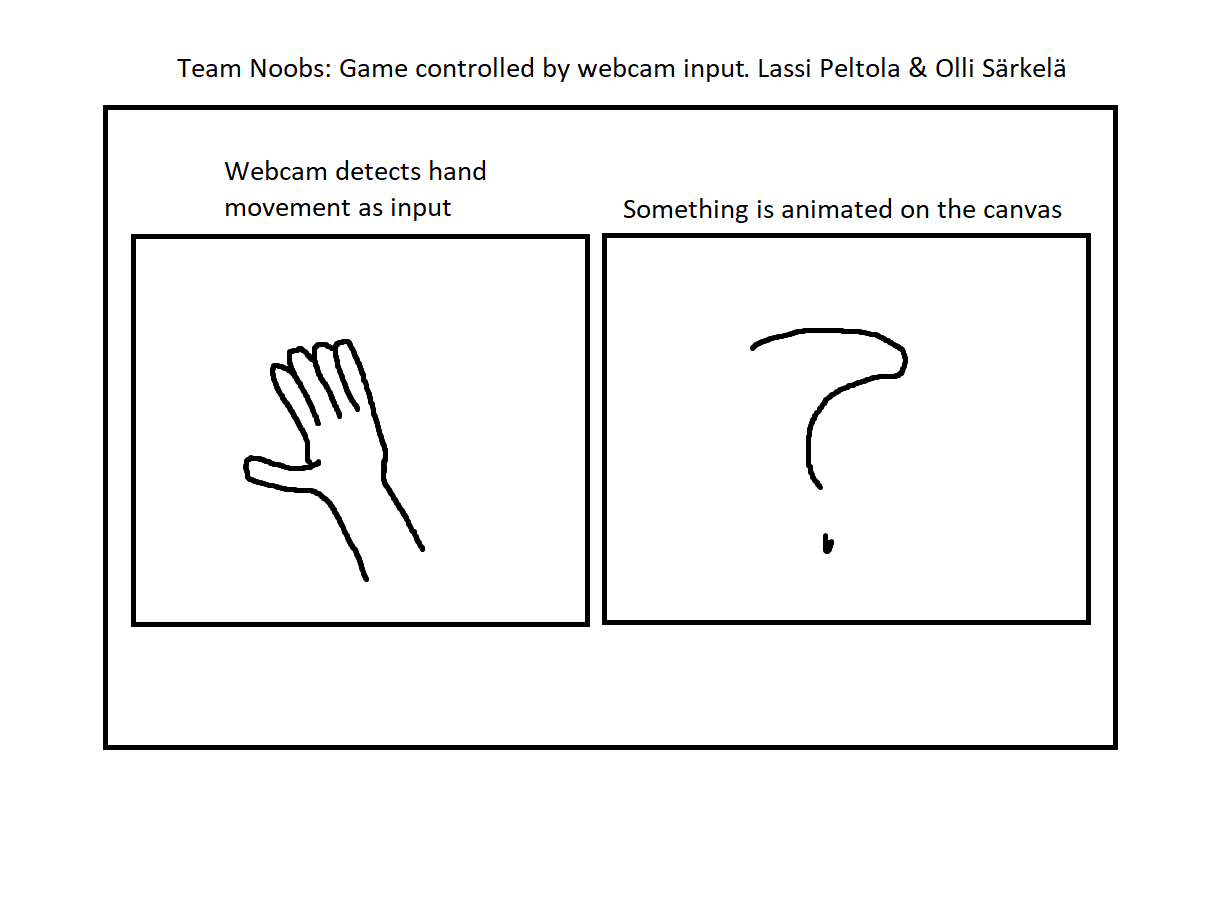 Team Noobs: Game controlled by webcam input. Lassi Peltola & Olli Särkelä
Webcam detects hand
movement as input
Something is animated on the canvas
?